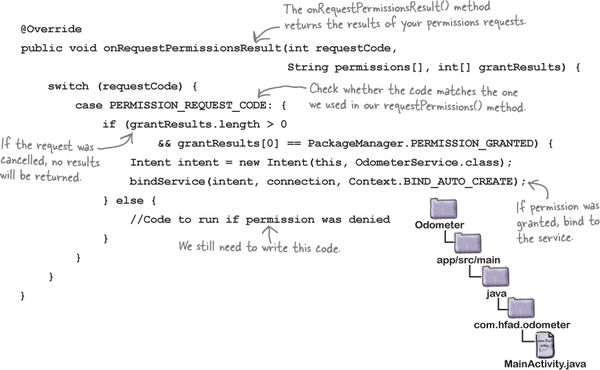 The onRequestPermissionsResult() method
returns the results of your permissions requests.
@Override
public void onRequestPermissionsResult(int requestCode,
String permissions[], int[] grantResults) {
switch (requestCode) {
case PERMISSION_REQUEST_CODE: {
Check whether the code matches the one
we used in our requestPermissions() method.
if (grantResults.length > 0
&& grantResults[0] == PackageManager.PERMISSION_GRANTED) {
If the request was
cancelled, no results
will be returned.
Intent intent = new Intent(this, OdometerService.class);
bindService(intent, connection, Context.BIND_AUTO_CREATE);
If permission was
granted, bind to
the service.
} else {
//Code to run if permission was denied
We still need to write this code.
}
}
}
}
Odometer
app/src/main
java
com.hfad.odometer
MainActivity.java